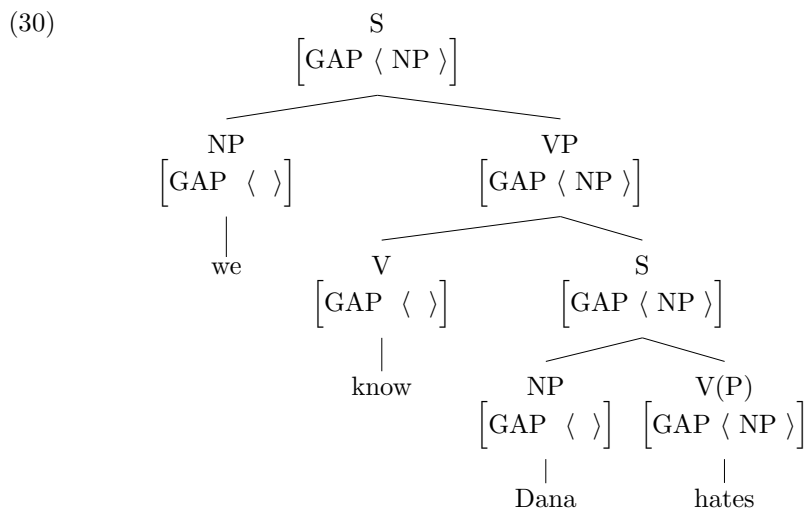 (30)
S
[GAP ⟨ NP ⟩]
NP VP
[GAP ⟨ ⟩] [GAP ⟨ NP ⟩]
we V S
[GAP ⟨ ⟩] [GAP ⟨ NP ⟩]
know NP V(P)
[GAP ⟨ ⟩] [GAP ⟨ NP ⟩]
Dana hates